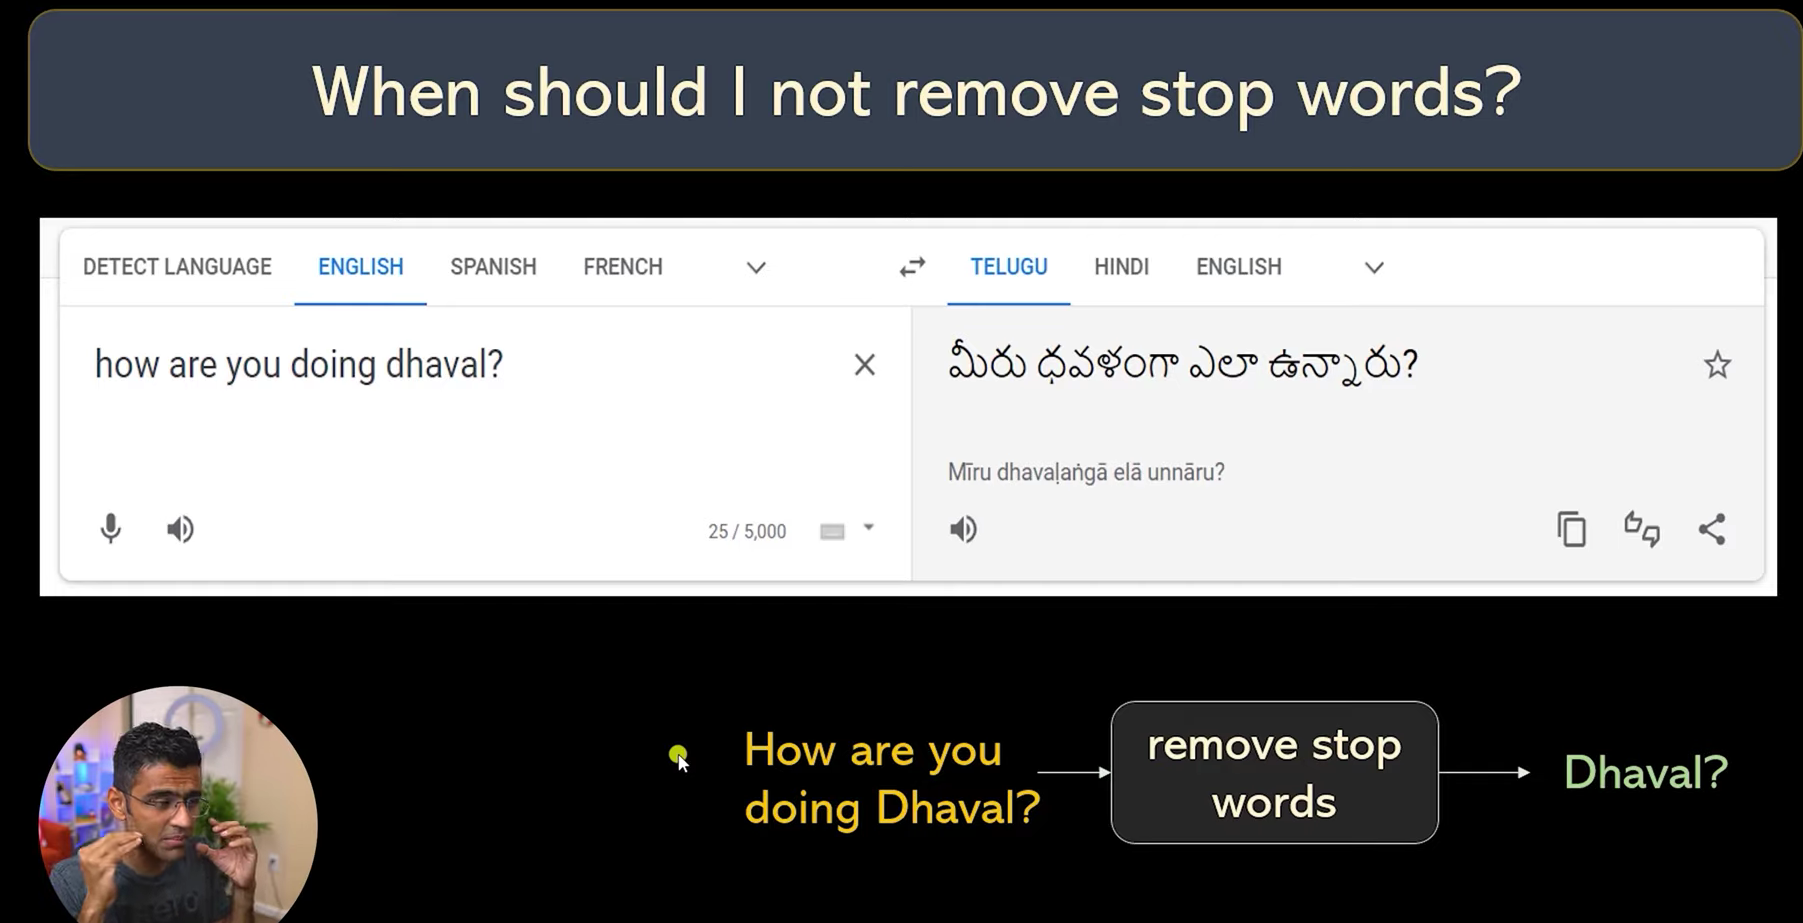 When should I not remove stop words?
DETECT LANGUAGE ENGLISH SPANISH FRENCH
TELUGU HINDI ENGLISH
how are you doing dhaval?
మీరు ధవళంగా ఎలా ఉన్నారు?
Mīru dhavaḷaṅgā elā unnāru?
25 / 5,000
How are you
doing Dhaval?
remove stop
words
Dhaval?